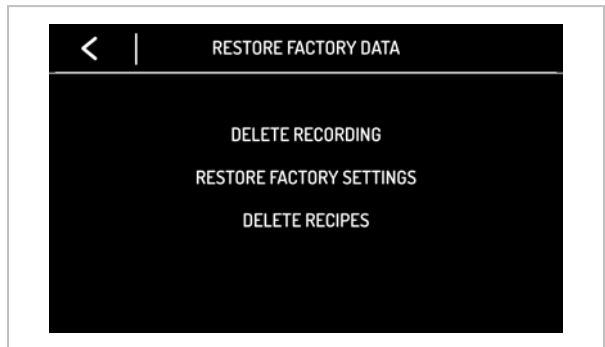 RESTORE FACTORY DATA
DELETE RECORDING
RESTORE FACTORY SETTINGS
DELETE RECIPES